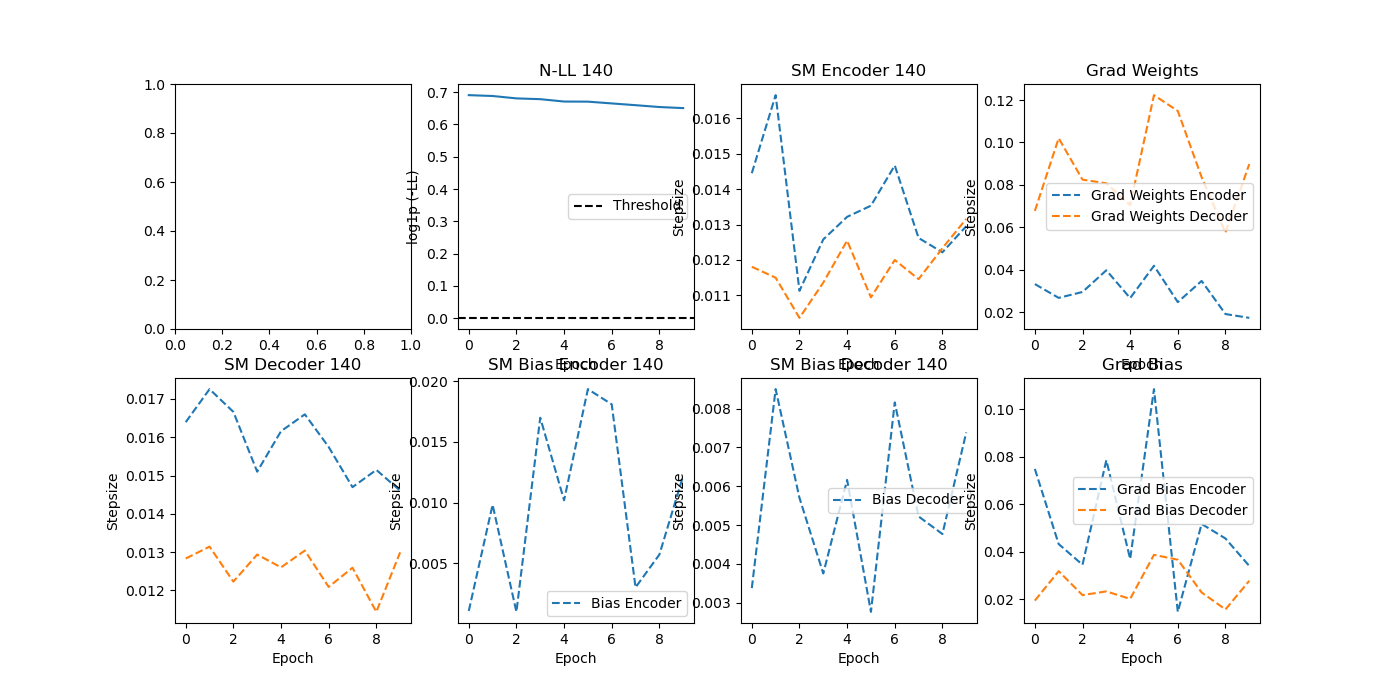 N-LL 140
SM Encoder 140
Grad Weights
1.0
0.8
0.6
0.4
0.2
0.0
0.0 0.2 0.4 0.6 0.8 1.0
log1p (-LL)
0.7
0.6
0.5
0.4
0.3
0.2
0.1
0.0
Threshold
0 2 4 6 8
Epoch
Stepsize
0.016
0.015
0.014
0.013
0.012
0.011
0 2 4 6 8
Epoch
Stepsize
0.12
0.10
0.08
0.06
0.04
0.02
Grad Weights Encoder
Grad Weights Decoder
0 2 4 6 8
Epoch
SM Decoder 140
SM Bias Encoder 140
SM Bias Decoder 140
Grad Bias
Stepsize
0.017
0.016
0.015
0.014
0.013
0.012
0 2 4 6 8
Epoch
Stepsize
0.020
0.015
0.010
0.005
Bias Encoder
0 2 4 6 8
Epoch
Stepsize
0.008
0.007
0.006
0.005
0.004
0.003
Bias Decoder
0 2 4 6 8
Epoch
Stepsize
0.10
0.08
0.06
0.04
0.02
Grad Bias Encoder
Grad Bias Decoder
0 2 4 6 8
Epoch